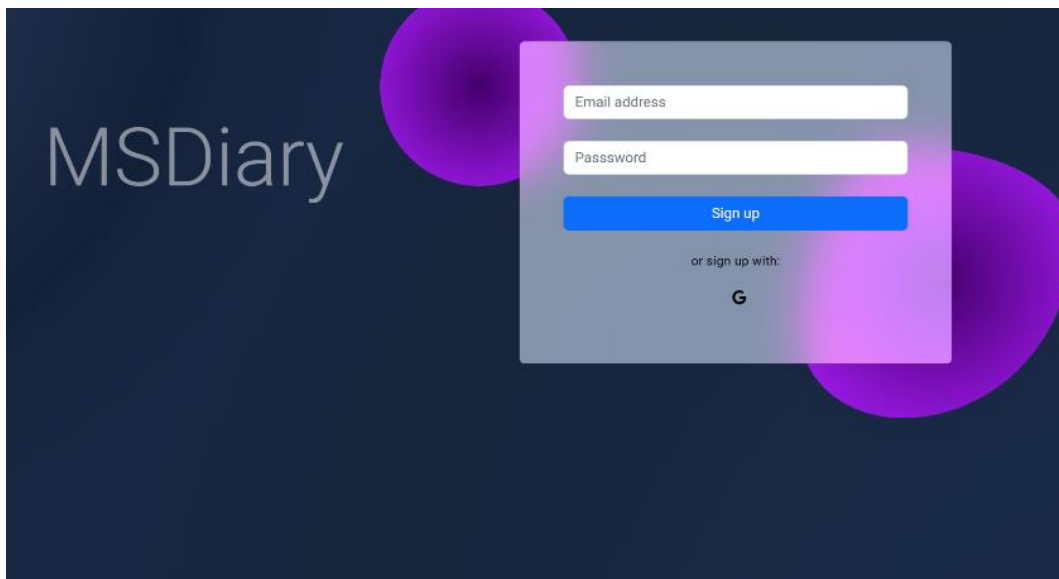 MSDiary
Email address
Passsword
Sign up
or sign up with:
G